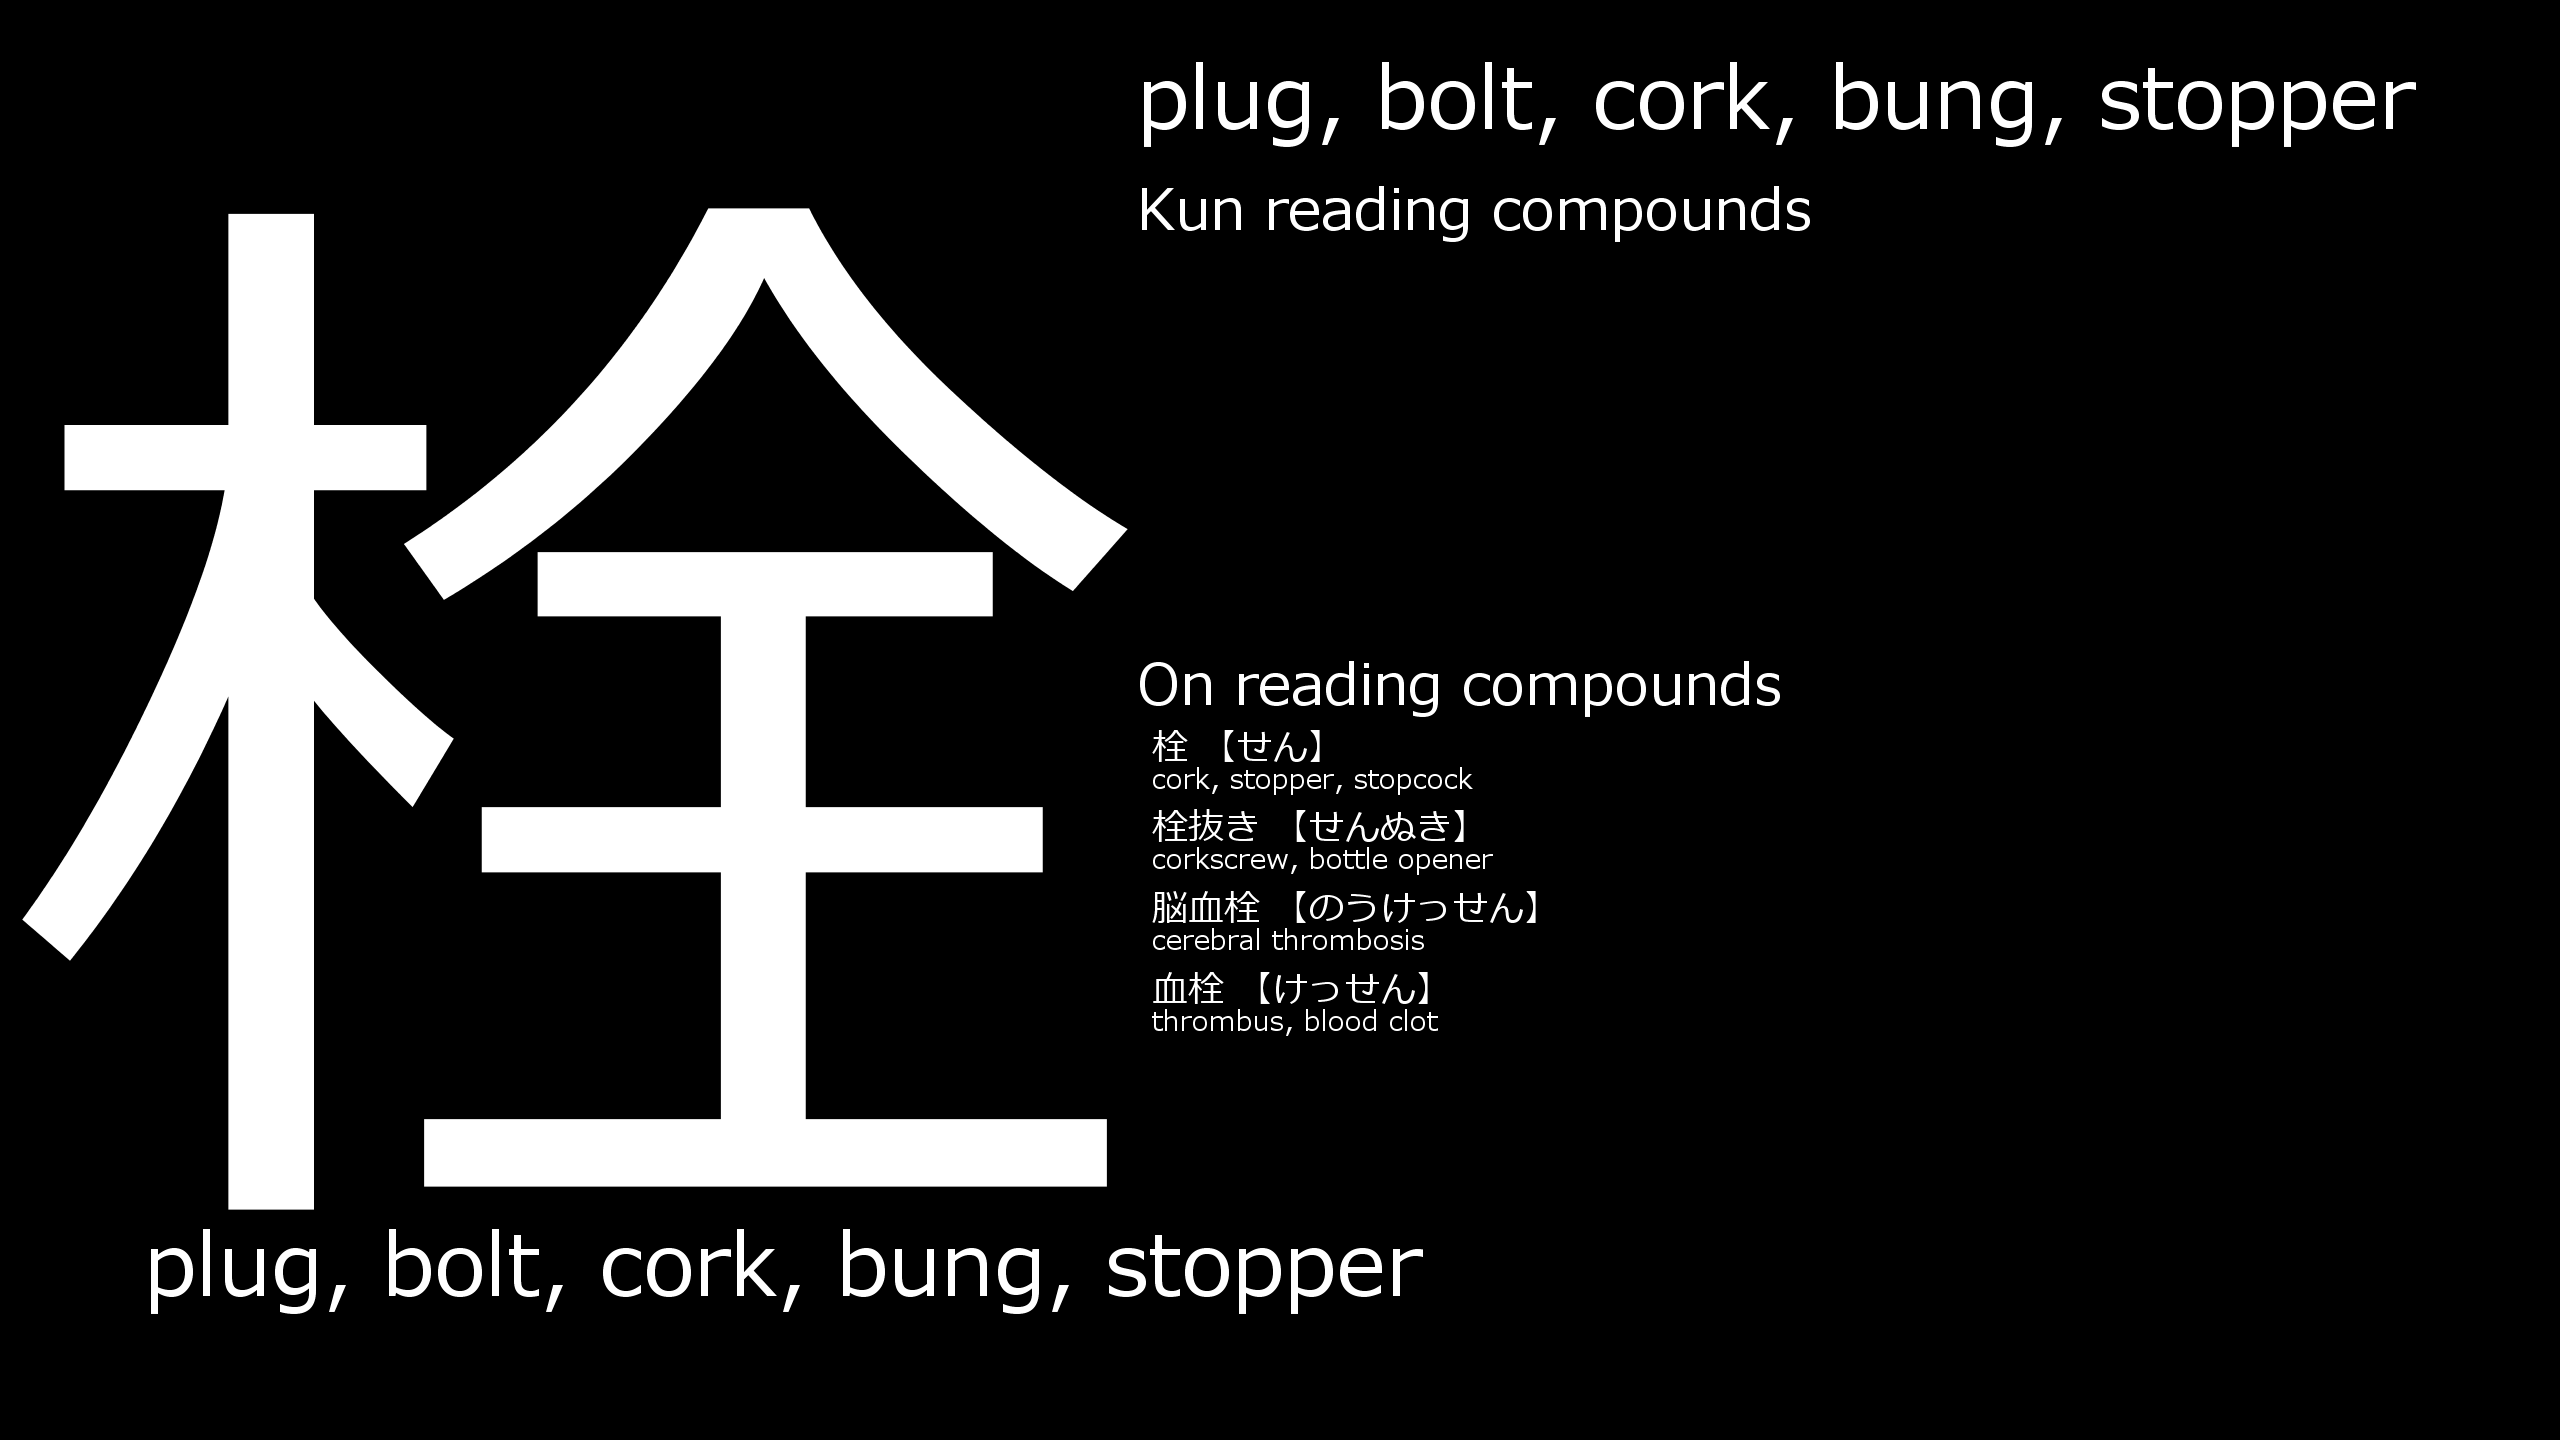 栓
plug, bolt, cork, bung, stopper
plug, bolt, cork, bung, stopper
Kun reading compounds
On reading compounds
栓 【せん】
cork, stopper, stopcock
栓抜き 【せんぬき】
corkscrew, bottle opener
脳血栓 【のうけっせん】
cerebral thrombosis
血栓 【けっせん】
thrombus, blood clot